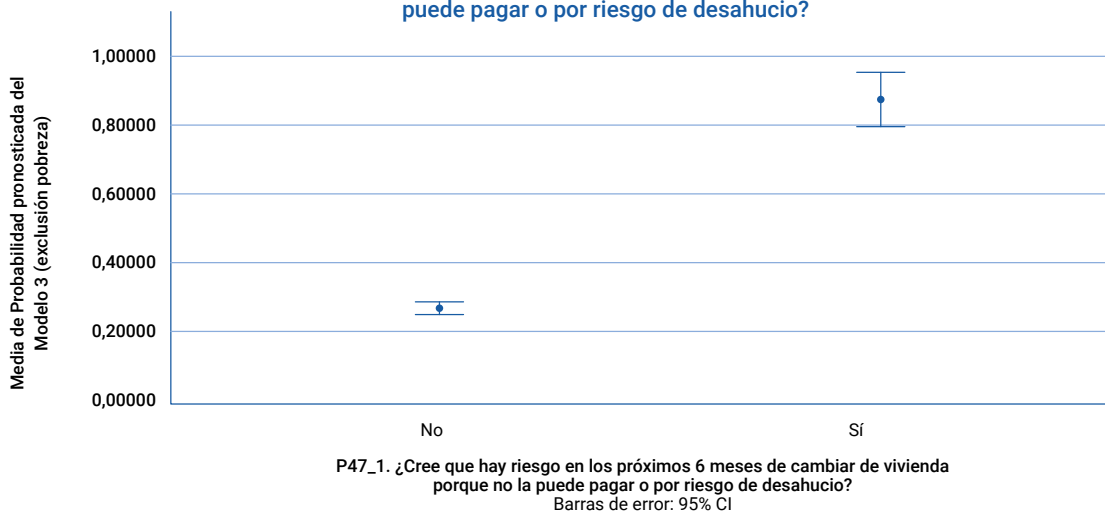 puede pagar o por riesgo de desahucio?
Media de Probabilidad pronosticada del
Modelo 3 (exclusión pobreza)
1,00000
0,80000
0,60000
0,40000
0,20000
0,00000
No
Sí
P47_1. ¿Cree que hay riesgo en los próximos 6 meses de cambiar de vivienda
porque no la puede pagar o por riesgo de desahucio?
Barras de error: 95% CI